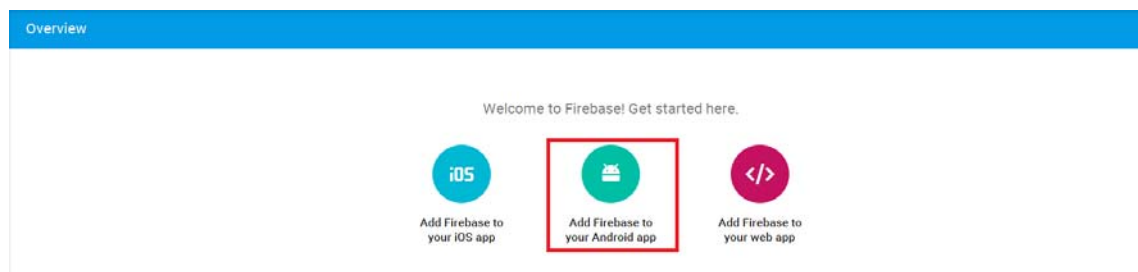 Overview
Welcome to Firebase! Get started here.
iOS
</>
Add Firebase to
your iOS app
Add Firebase to
your Android app
Add Firebase to
your web app